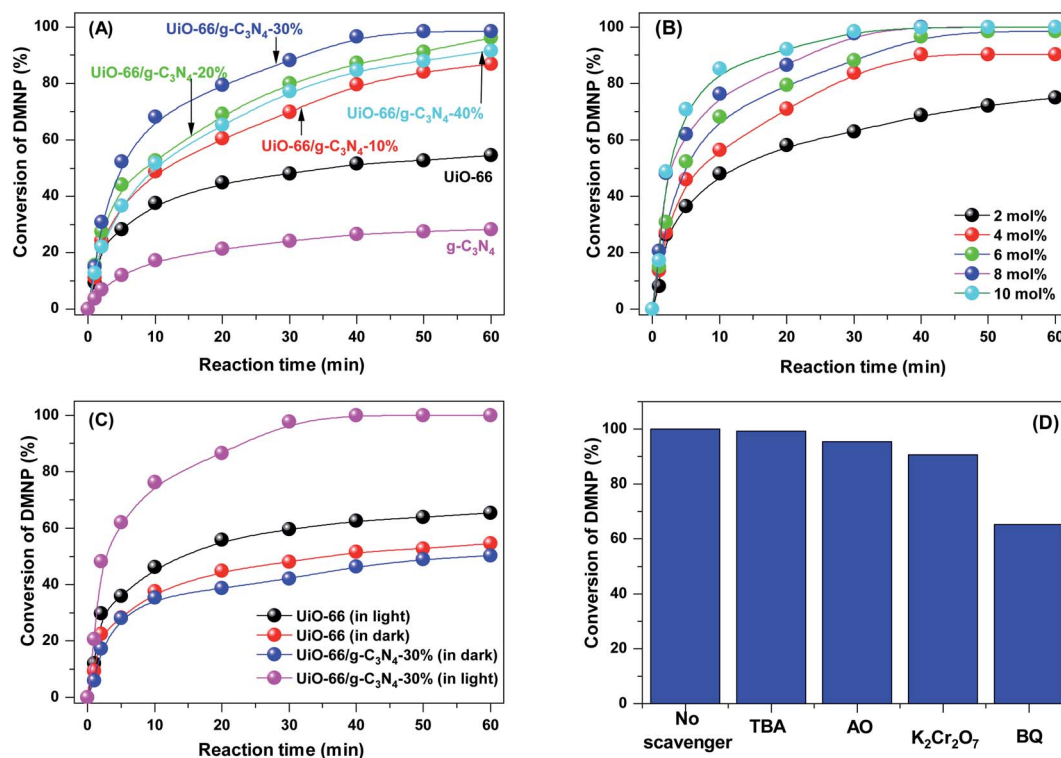 (A)
Conversion of DMNP (%)
100
80
60
40
20
0
UiO-66/g-C₃N₄-30%
UiO-66/g-C₃N₄-20%
UiO-66/g-C₃N₄-40%
UiO-66/g-C₃N₄-10%
UiO-66
g-C₃N₄
0 10 20 30 40 50 60
Reaction time (min)
(B)
Conversion of DMNP (%)
100
80
60
40
20
0
2 mol%
4 mol%
6 mol%
8 mol%
10 mol%
0 10 20 30 40 50 60
Reaction time (min)
(C)
Conversion of DMNP (%)
100
80
60
40
20
0
UiO-66 (in light)
UiO-66 (in dark)
UiO-66/g-C₃N₄-30% (in dark)
UiO-66/g-C₃N₄-30% (in light)
0 10 20 30 40 50 60
Reaction time (min)
(D)
Conversion of DMNP (%)
100
80
60
40
20
0
No
scavenger
TBA
AO
K₂Cr₂O₇
BQ